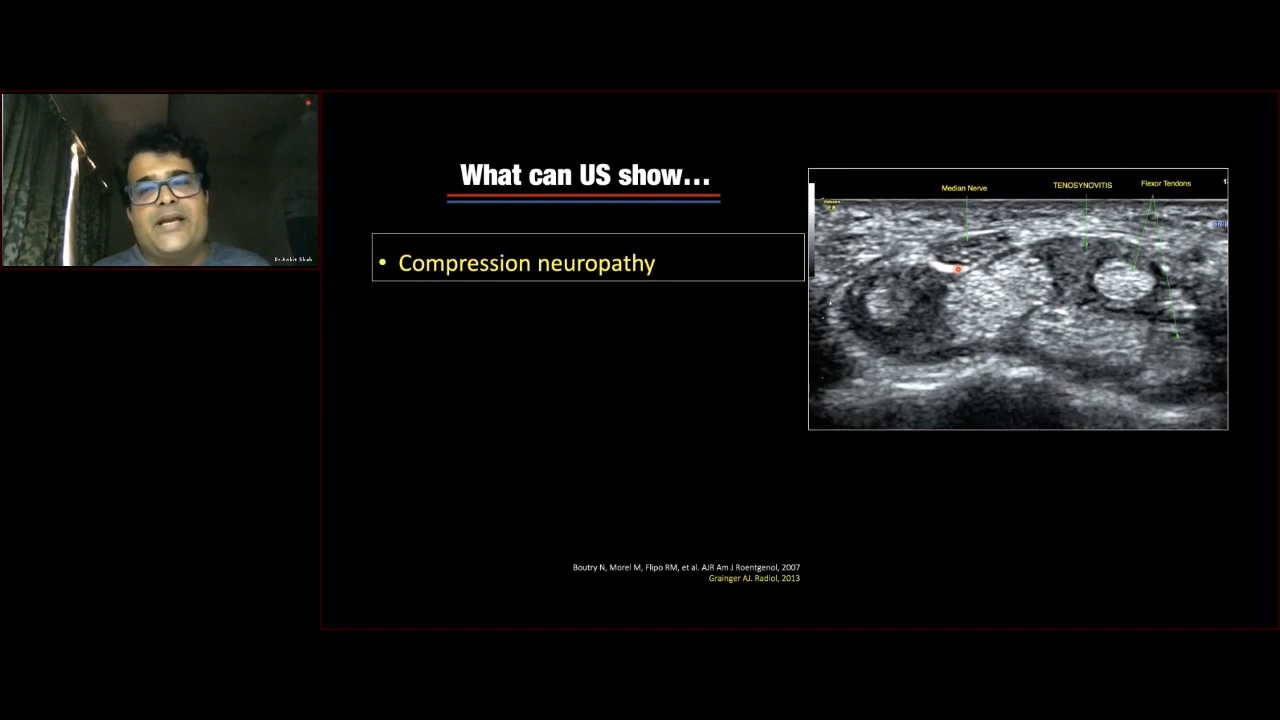 Dr.Ankit Shah
What can US show...
• Compression neuropathy
Median Nerve
TENOSYNOVITIS
Flexor Tendons
Boutry N, Morel M, Flipo RM, et al. AJR Am J Roentgenol, 2007
Grainger AJ. Radiol, 2013